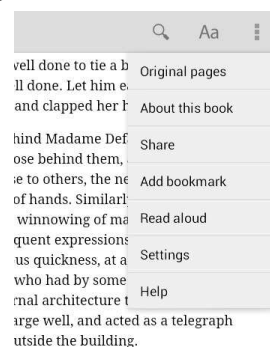 Aa
well done to tie a b
ll done. Let him ea
and clapped her h
hind Madame Def
ose behind them,
se to others, the ne
of hands. Similarly
winnowing of ma
quent expressions
us quickness, at a
who had by some
rnal architecture t
arge well, and acted as a telegraph
utside the building.
Original pages
About this book
Share
Add bookmark
Read aloud
Settings
Help